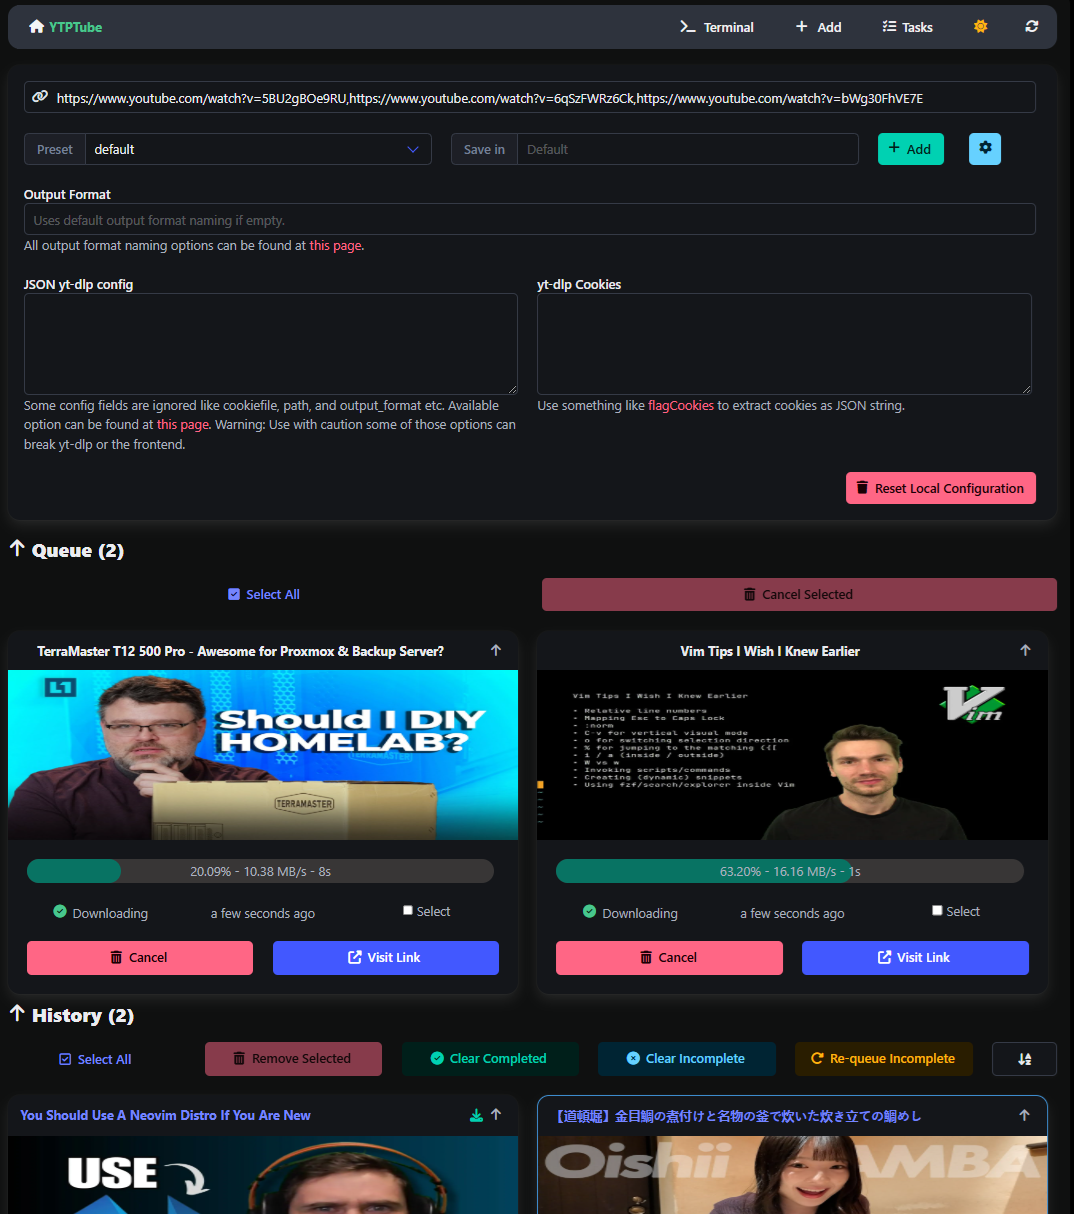 YTPTube
Terminal
Add
Tasks
https://www.youtube.com/watch?v=5BU2gBOe9RU,https://www.youtube.com/watch?v=6qSzFWRz6Ck,https://www.youtube.com/watch?v=bWg30FhVE7E
Preset
default
Save in
Default
Add
Output Format
Uses default output format naming if empty.
All output format naming options can be found at this page.
JSON yt-dlp config
yt-dlp Cookies
Some config fields are ignored like cookiefile, path, and output_format etc. Available
option can be found at this page. Warning: Use with caution some of those options can
break yt-dlp or the frontend.
Use something like flagCookies to extract cookies as JSON string.
Reset Local Configuration
Queue (2)
Select All
Cancel Selected
TerraMaster T12 500 Pro - Awesome for Proxmox & Backup Server?
L1
Should I DIY
HOMELAB?
TERRAMASTER
20.09% - 10.38 MB/s - 8s
Downloading
a few seconds ago
Select
Cancel
Visit Link
Vim Tips I Wish I Knew Earlier
Vim Tips I Wish I Knew Earlier
- Relative line numbers
- Mapping Esc to Caps Lock
- :norm
- C-v for vertical visual mode
- o for switching selection direction
- % for jumping to the matching ({[
- i / a (inside / outside)
- W vs w
- Invoking scripts/commands
- Creating (dynamic) snippets
- Using fzf/search/explorer inside Vim
Vim
63.20% - 16.16 MB/s - 1s
Downloading
a few seconds ago
Select
Cancel
Visit Link
History (2)
Select All
Remove Selected
Clear Completed
Clear Incomplete
Re-queue Incomplete
You Should Use A Neovim Distro If You Are New
USE
【道頓堀】金目鯛の煮付けと名物の釜で炊いた炊き立ての鯛めし
Oishii
AMBA